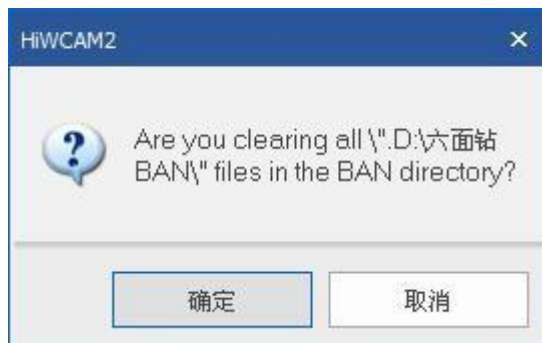 HiWCAM2
Are you clearing all \".D:\六面钻
BAN\" files in the BAN directory?
确定
取消